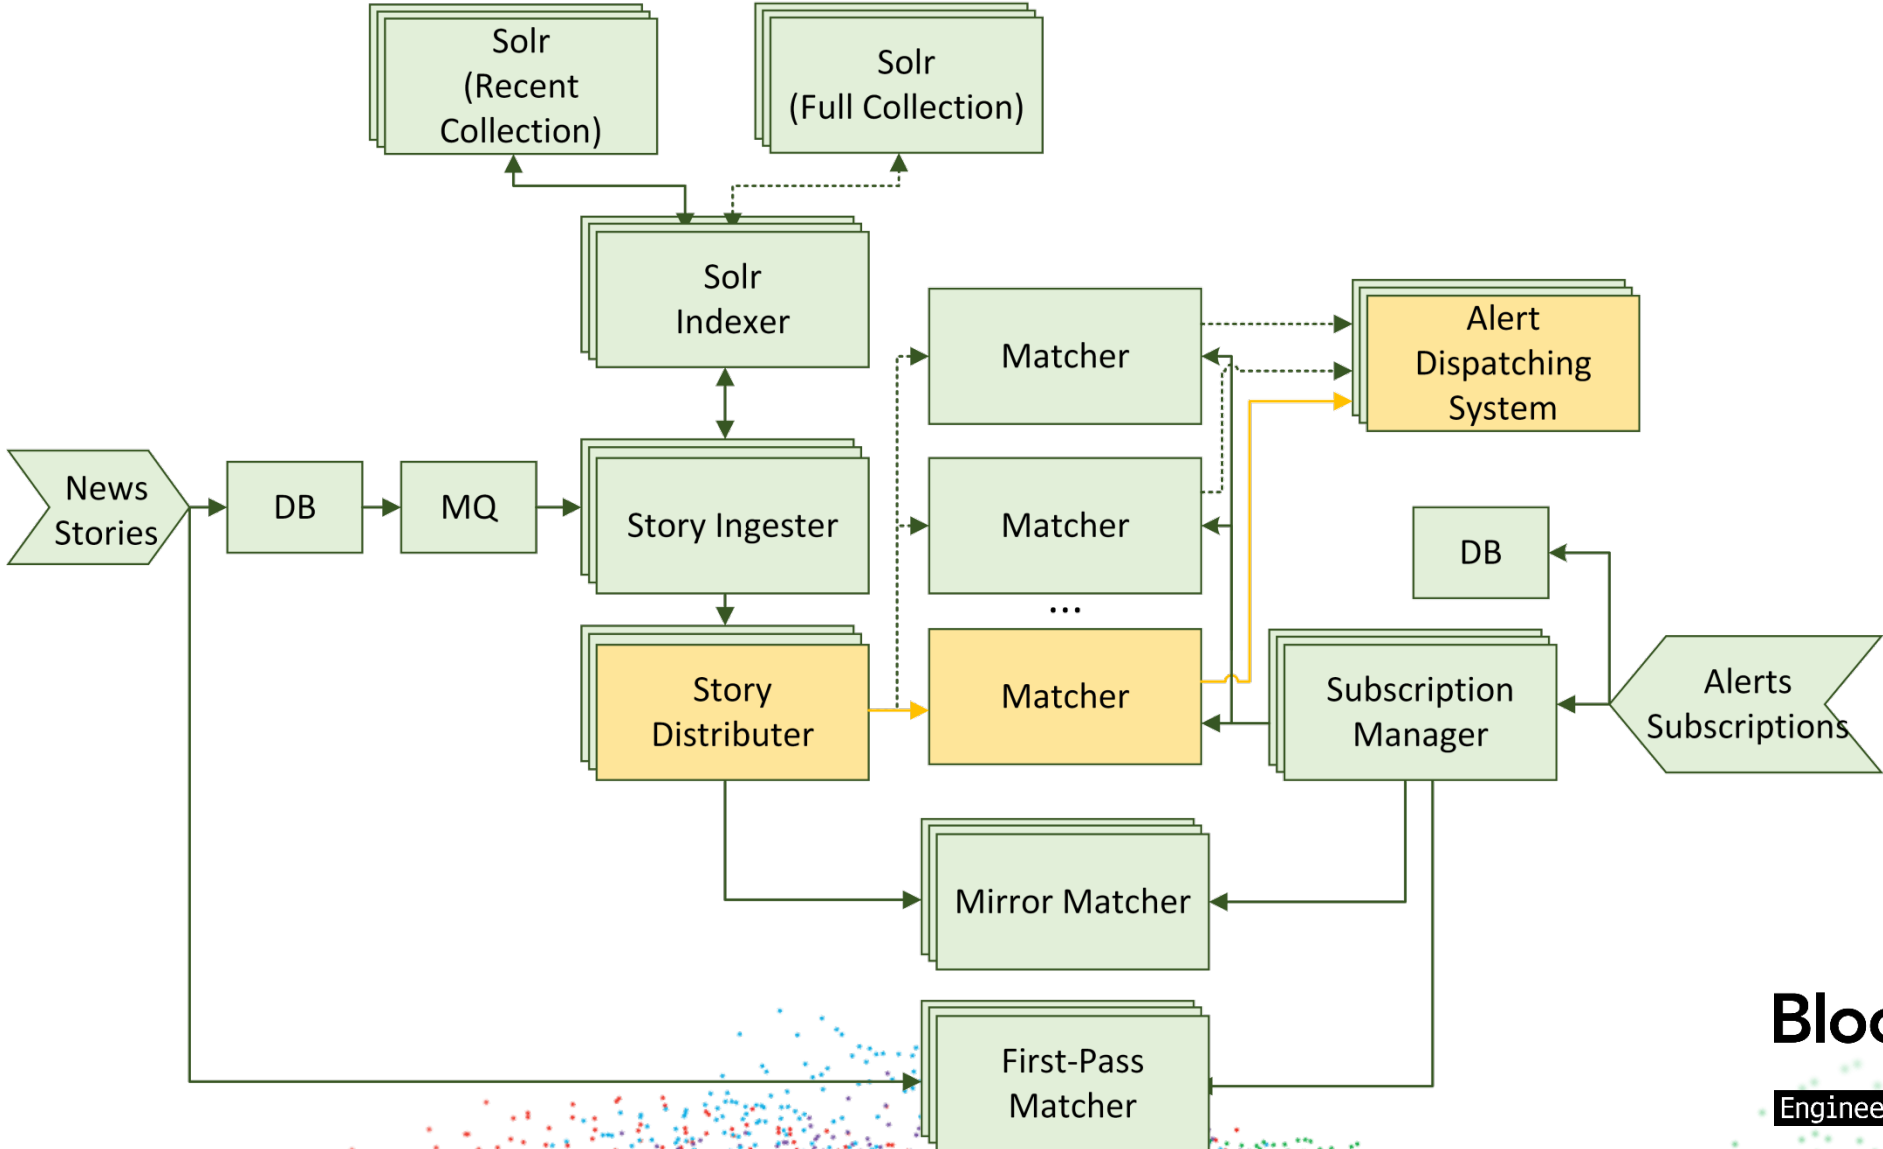 Solr
(Recent
Collection)
Solr
(Full Collection)
Solr
Indexer
Matcher
Alert
Dispatching
System
News
Stories
DB
MQ
Story Ingester
Matcher
...
DB
Story
Distributer
Matcher
Subscription
Manager
Alerts
Subscriptions
Mirror Matcher
First-Pass
Matcher